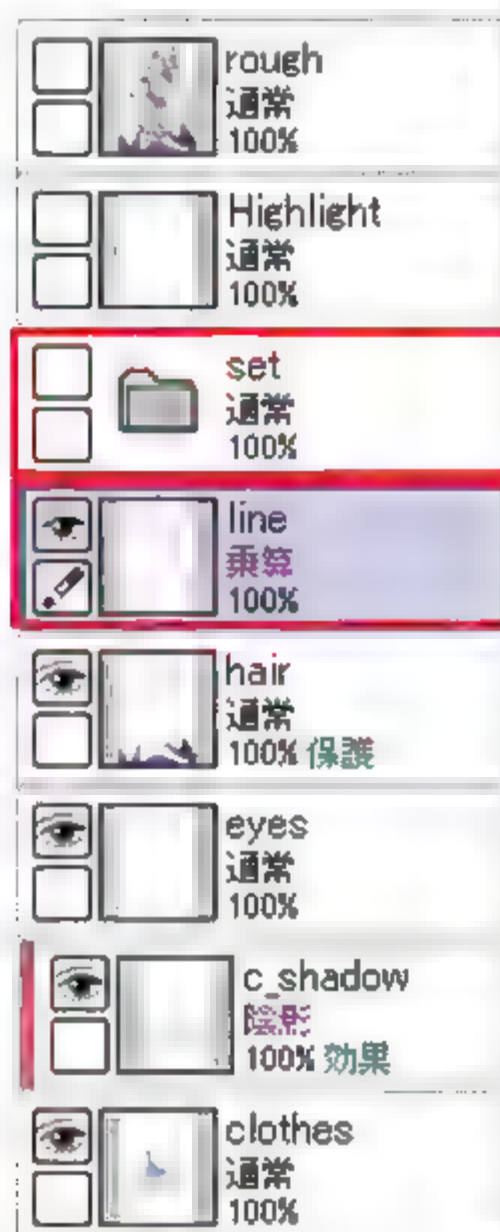 rough
通常
100%
Highlight
通常
100%
set
通常
100%
line
乗算
100%
hair
通常
100% 保護
eyes
通常
100%
c_shadow
陰影
100% 効果
clothes
通常
100%